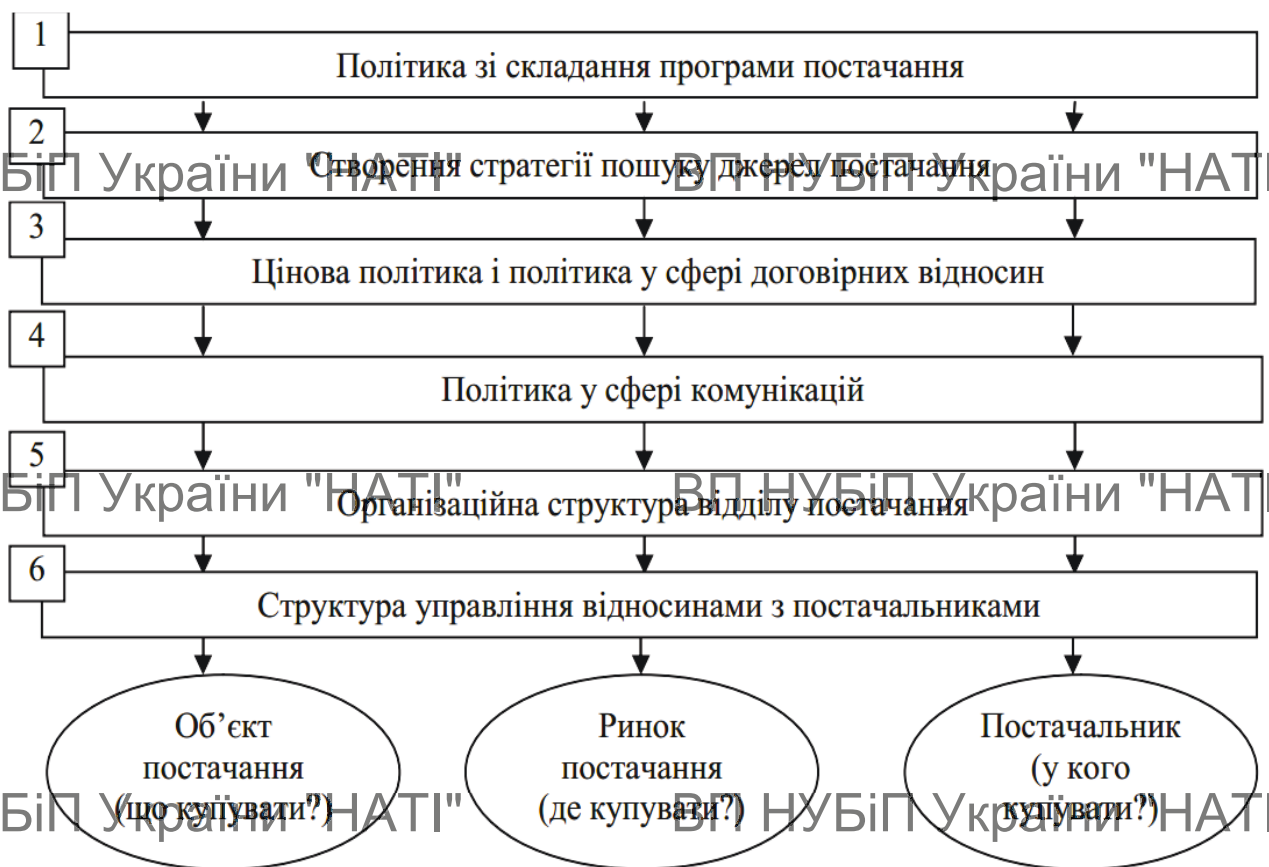 1
Політика зі складання програми постачання
2
Створення стратегії пошуку джерел постачання
БіП України "НАТІ" ВП НУБіП України "НАТІ
3
Цінова політика і політика у сфері договірних відносин
4
Політика у сфері комунікацій
5
Організаційна структура відділу постачання
БіП України "НАТІ" ВП НУБіП України "НАТІ
6
Структура управління відносинами з постачальниками
Об’єкт
постачання
(що купувати?)
Ринок
постачання
(де купувати?)
Постачальник
(у кого
купувати?)
БіП України "НАТІ" ВП НУБіП України "НАТІ